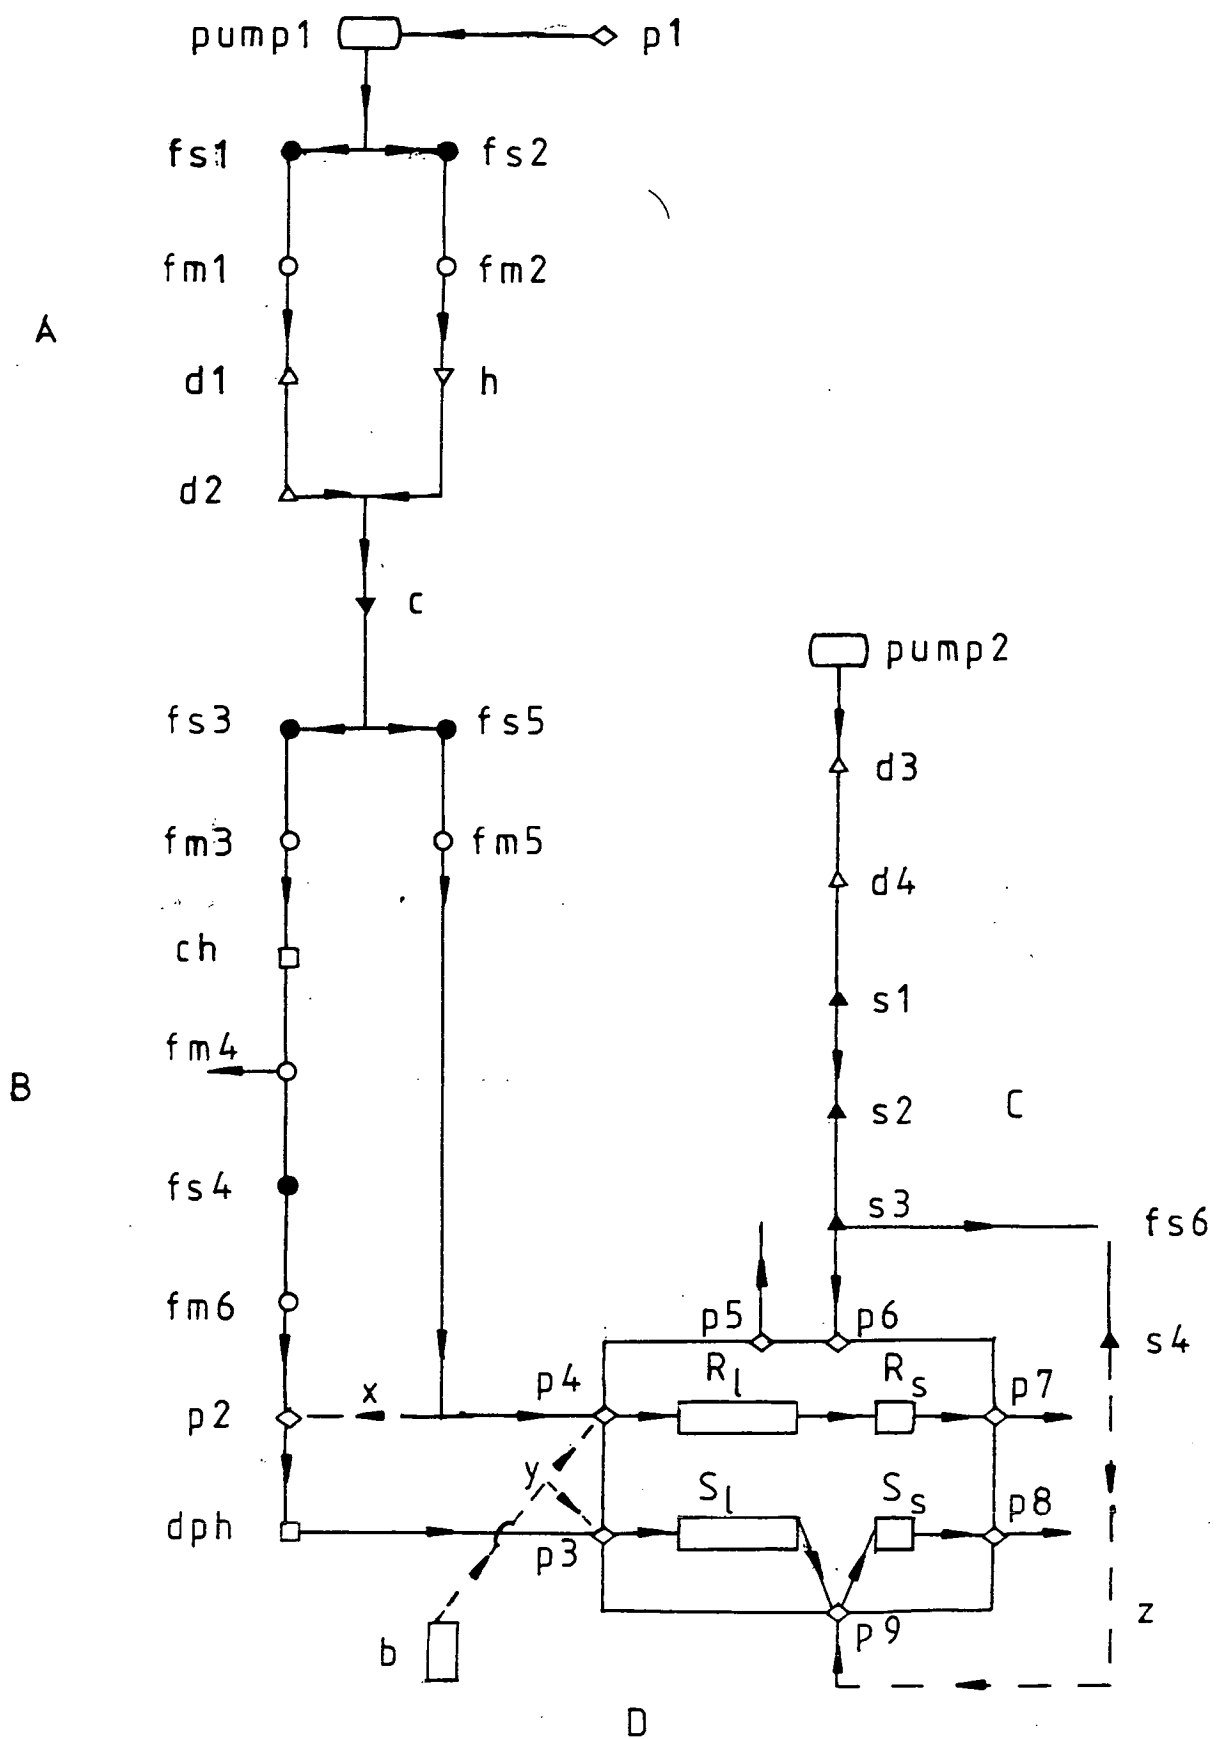 pump1 p1
fs1 fs2
fm1 fm2
A
d1 h
d2
c
pump2
fs3 fs5
d3
fm3 fm5
d4
ch
s1
fm4
B
s2 C
fs4
s3 fs6
fm6
p5 p6
s4
Rl Rs
p4 p7
x
p2
y
Sl Ss
p8
dph
p3
z
p9
b
D